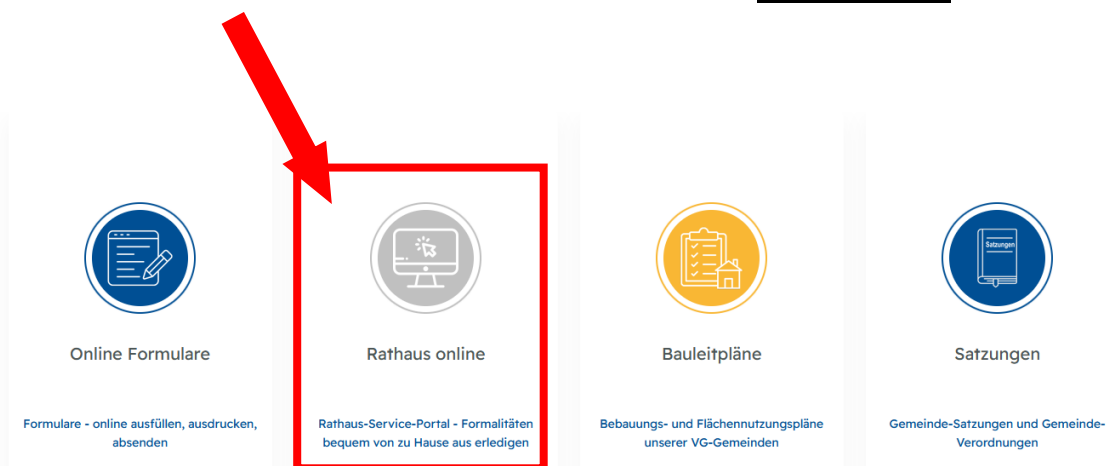 Satzungen
Online Formulare
Rathaus online
Bauleitpläne
Satzungen
Formulare - online ausfüllen, ausdrucken,
absenden
Rathaus-Service-Portal - Formalitäten
bequem von zu Hause aus erledigen
Bebauungs- und Flächennutzungspläne
unserer VG-Gemeinden
Gemeinde-Satzungen und Gemeinde-
Verordnungen